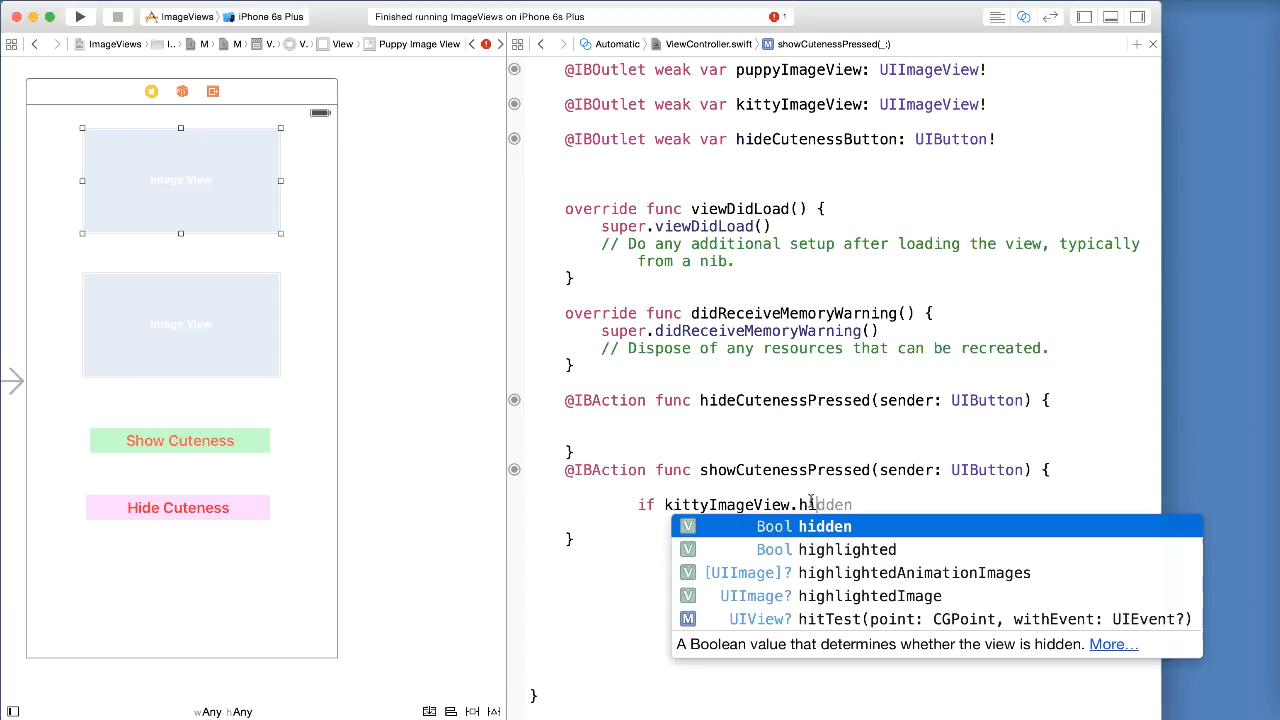 ImageViews
iPhone 6s Plus
Finished running ImageViews on iPhone 6s Plus
1
ImageViews
I...
M
M
V.
V.
View
Puppy Image View
Automatic
ViewController.swift
M
showCutenessPressed(_:)
Image View
Image View
Show Cuteness
Hide Cuteness
wAny hAny
@IBOutlet weak var puppyImageView: UIImageView!
@IBOutlet weak var kittyImageView: UIImageView!
@IBOutlet weak var hideCutenessButton: UIButton!
override func viewDidLoad() {
super.viewDidLoad()
// Do any additional setup after loading the view, typically
from a nib.
}
override func didReceiveMemoryWarning() {
super.didReceiveMemoryWarning()
// Dispose of any resources that can be recreated.
}
@IBAction func hideCutenessPressed(sender: UIButton) {
}
@IBAction func showCutenessPressed(sender: UIButton) {
if kittyImageView.hidden
V Bool hidden
V Bool highlighted
V [UIImage]? highlightedAnimationImages
V UIImage? highlightedImage
M UIView? hitTest(point: CGPoint, withEvent: UIEvent?)
A Boolean value that determines whether the view is hidden. More...
}
}